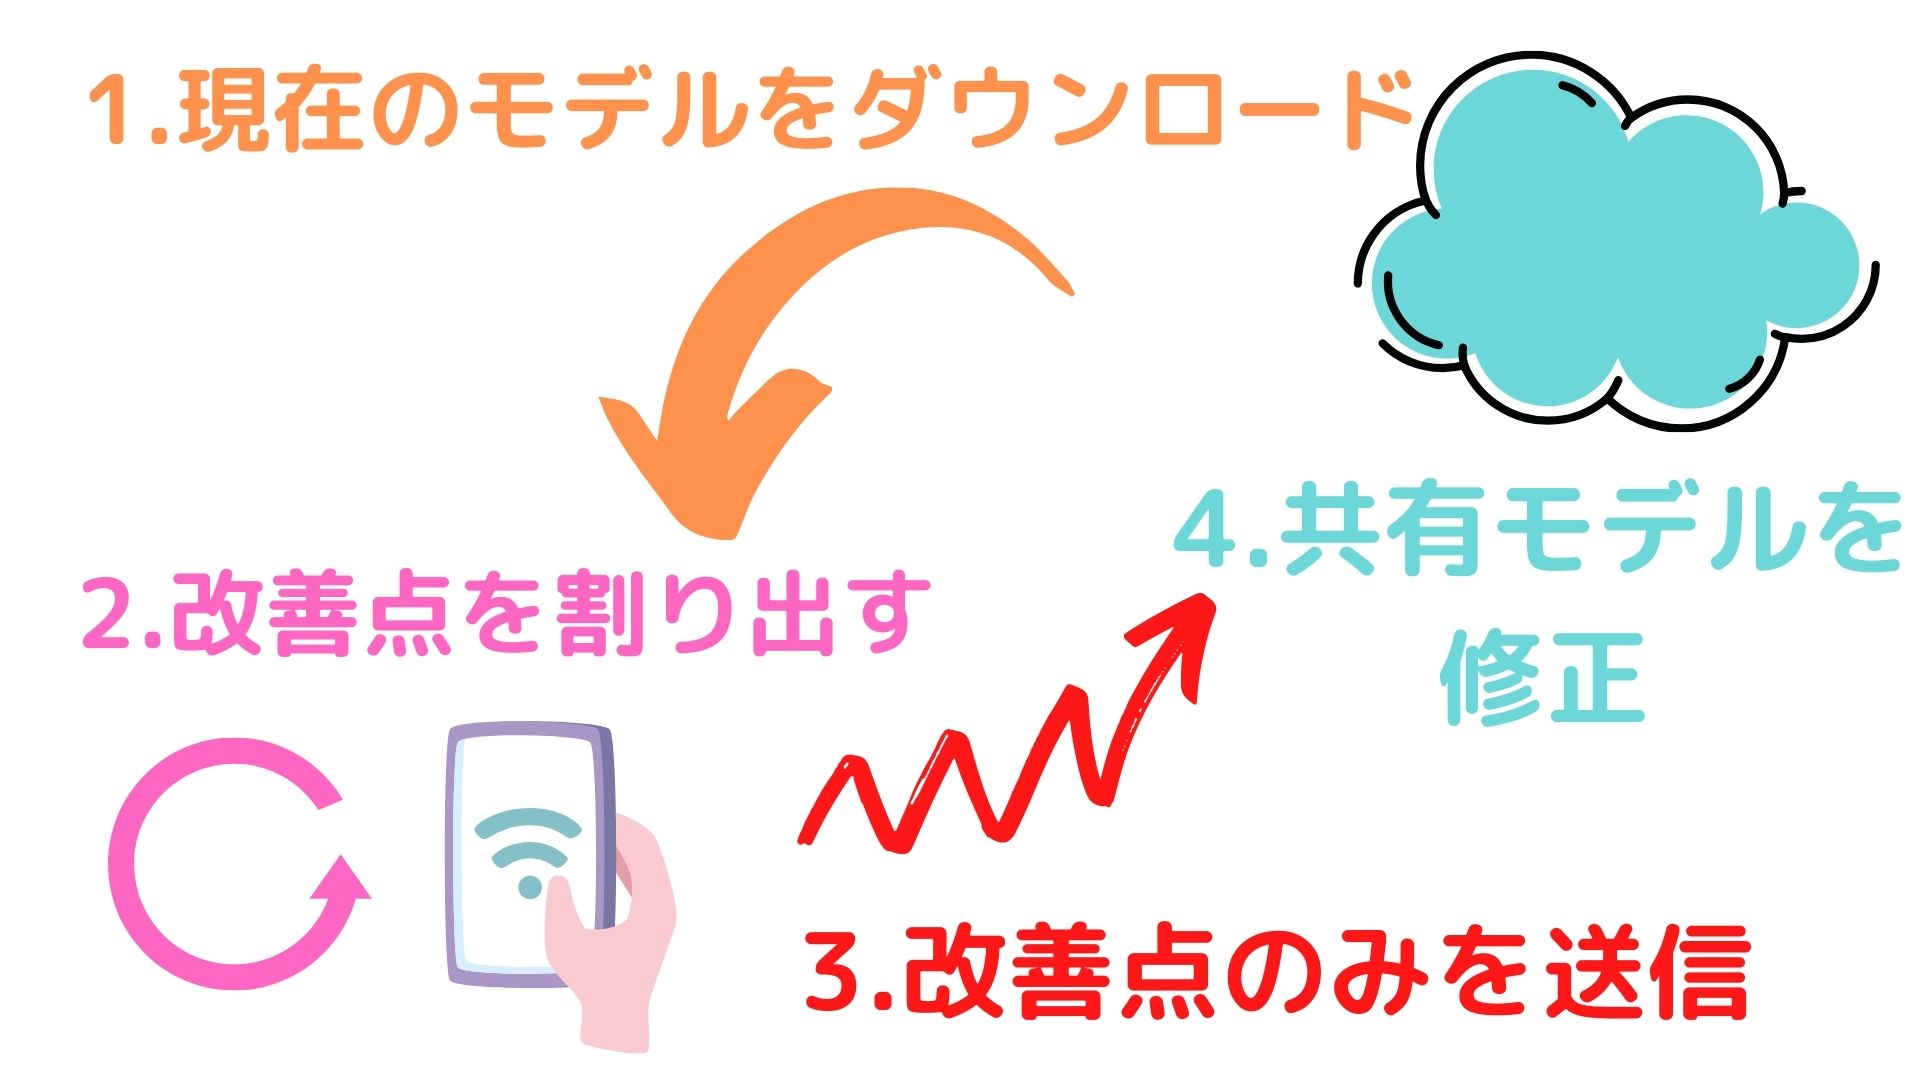 1.現在のモデルをダウンロード
2.改善点を割り出す
3.改善点のみを送信
4.共有モデルを
修正